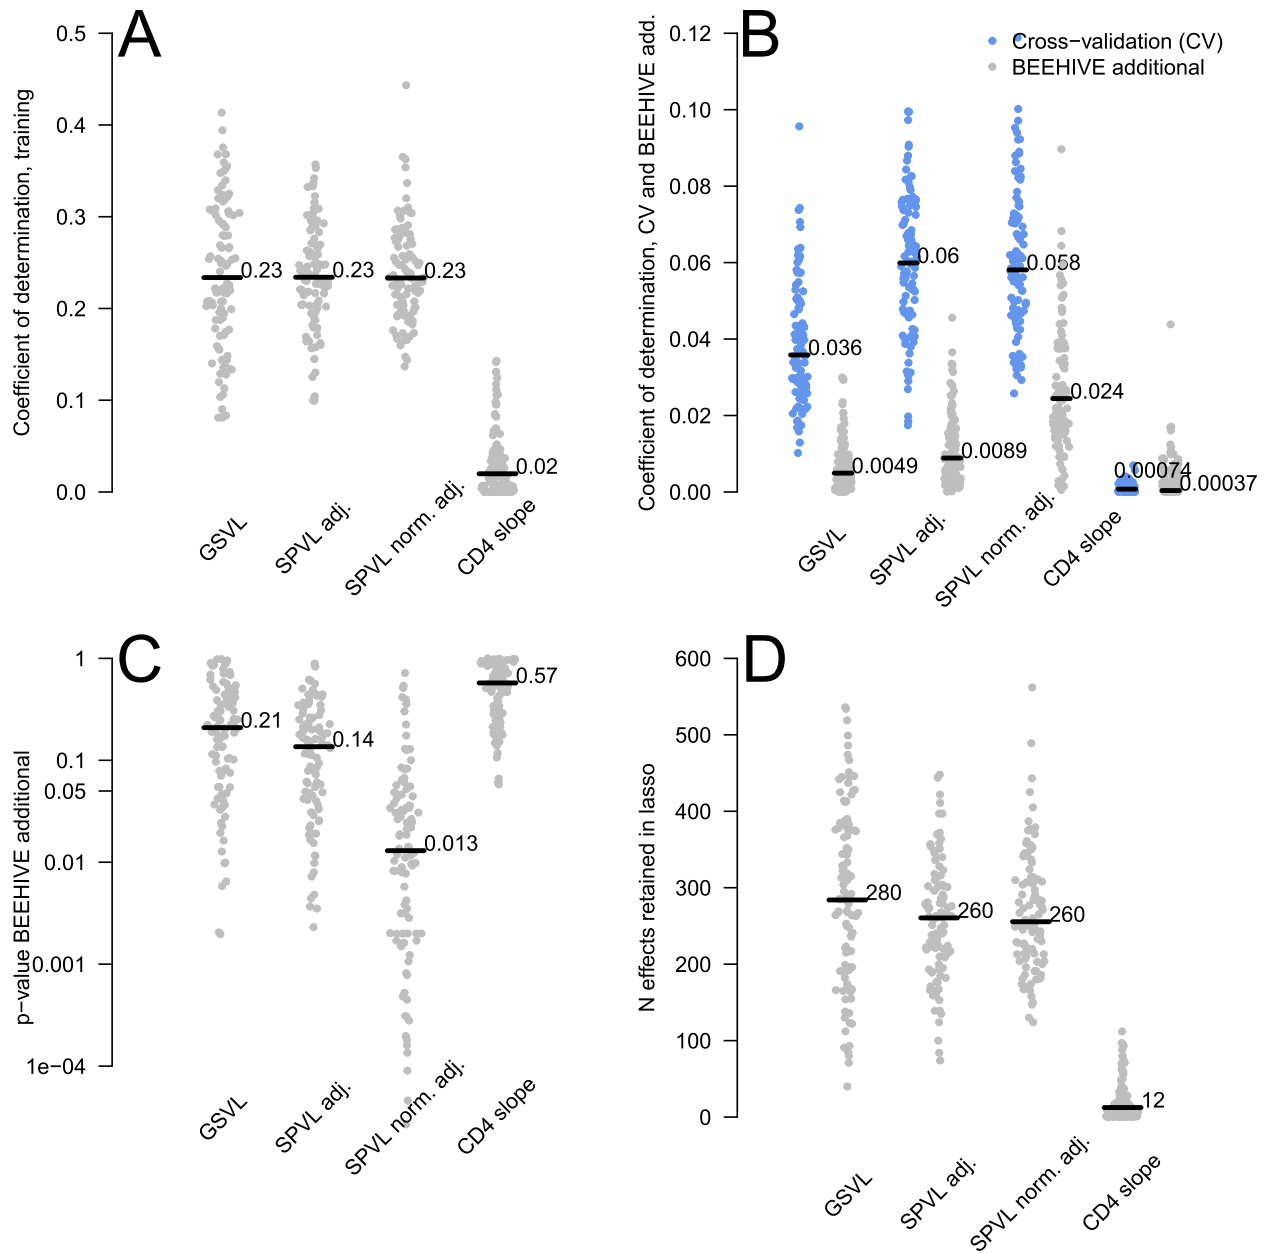 A
Coefficient of determination, training
0.5
0.4
0.3
0.2
0.1
0.0
0.23
0.23
0.23
0.02
GSVL
SPVL adj.
SPVL norm. adj.
CD4 slope
B
Coefficient of determination, CV and BEEHIVE add.
0.12
0.10
0.08
0.06
0.04
0.02
0.00
Cross−validation (CV)
BEEHIVE additional
0.036
0.0049
0.06
0.0089
0.058
0.024
0.00074
0.00037
GSVL
SPVL adj.
SPVL norm. adj.
CD4 slope
C
p−value BEEHIVE additional
1
0.1
0.05
0.01
0.001
1e−04
0.21
0.14
0.013
0.57
GSVL
SPVL adj.
SPVL norm. adj.
CD4 slope
D
N effects retained in lasso
600
500
400
300
200
100
0
280
260
260
12
GSVL
SPVL adj.
SPVL norm. adj.
CD4 slope